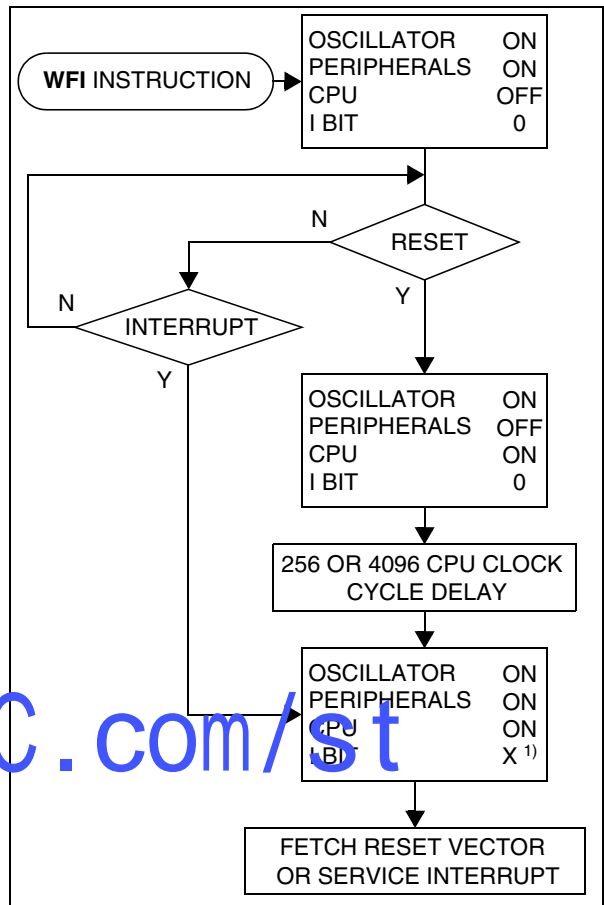 WFI INSTRUCTION
OSCILLATOR ON
PERIPHERALS ON
CPU OFF
I BIT 0
N
RESET
Y
N
INTERRUPT
Y
OSCILLATOR ON
PERIPHERALS OFF
CPU ON
I BIT 0
256 OR 4096 CPU CLOCK
CYCLE DELAY
OSCILLATOR ON
PERIPHERALS ON
CPU ON
I BIT X 1)
C.com/st
FETCH RESET VECTOR
OR SERVICE INTERRUPT